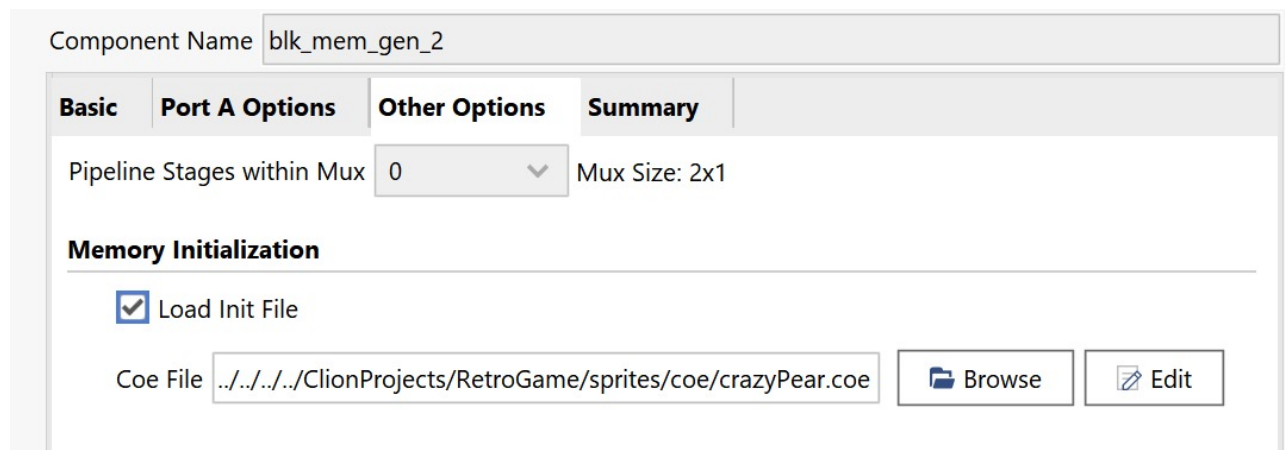 Component Name blk_mem_gen_2
Basic Port A Options Other Options Summary
Pipeline Stages within Mux 0 Mux Size: 2x1
Memory Initialization
Load Init File
Coe File ../../../../ClionProjects/RetroGame/sprites/coe/crazyPear.coe Browse Edit